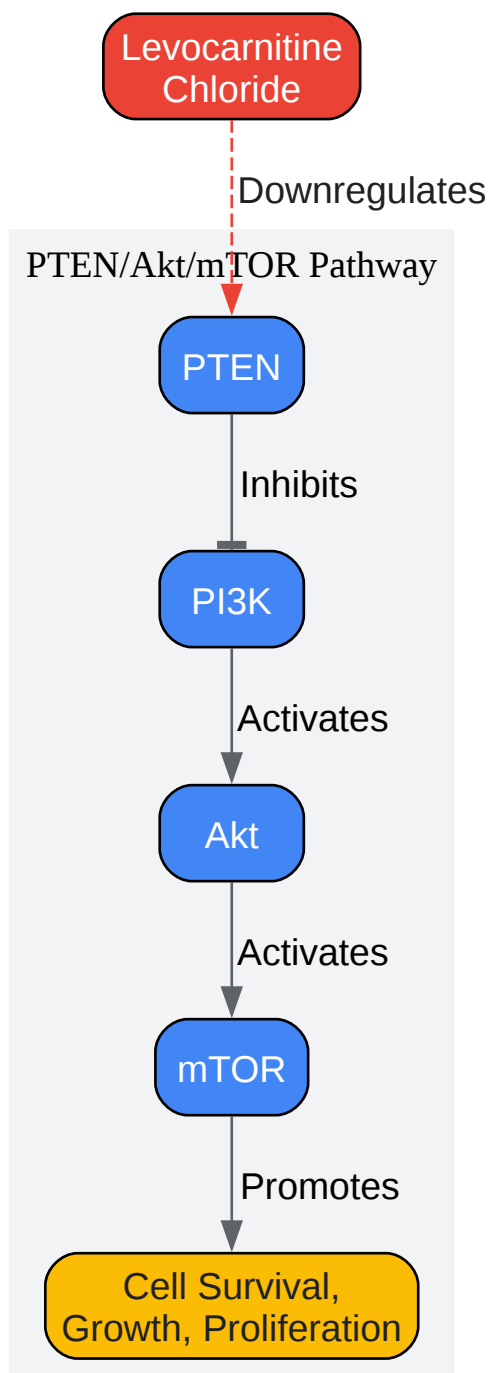 Levocarnitine
Chloride
Downregulates
PTEN/Akt/mTOR Pathway
PTEN
Inhibits
PI3K
Activates
Akt
Activates
mTOR
Promotes
Cell Survival,
Growth, Proliferation